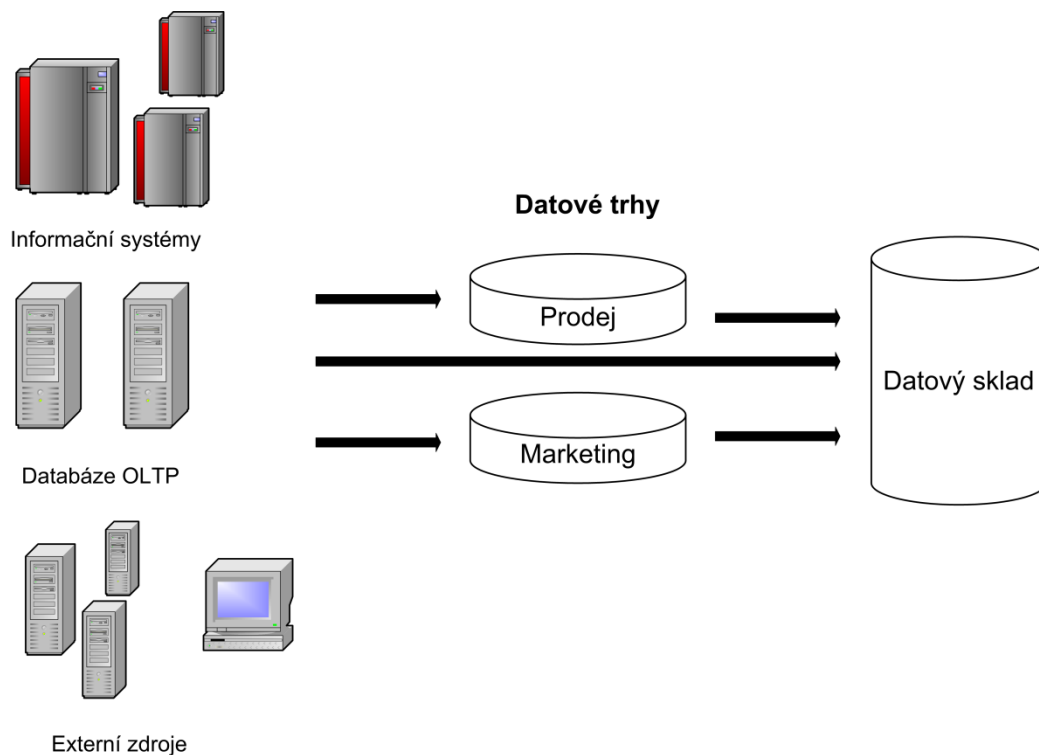 Informační systémy
Databáze OLTP
Externí zdroje
Datové trhy
Prodej
Marketing
Datový sklad